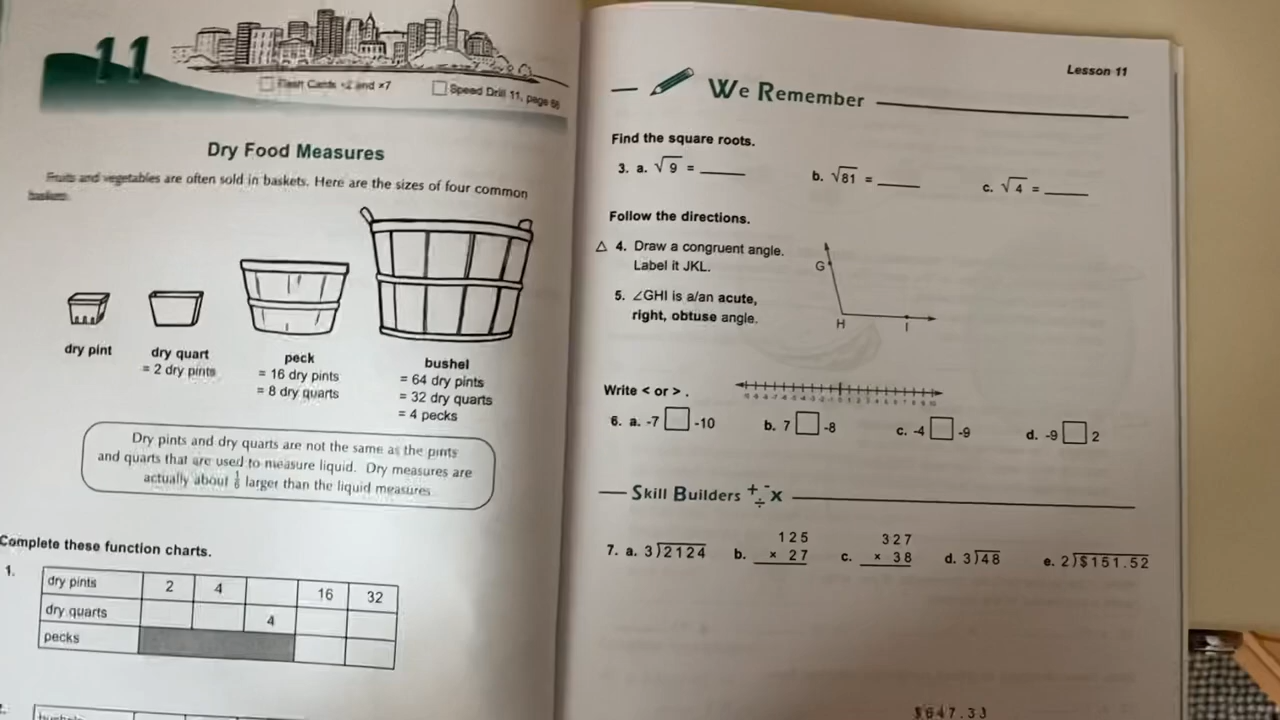 11
Flash Cards ÷2 and ×7
Speed Drill 11, page
Dry Food Measures
Fruits and vegetables are often sold in baskets. Here are the sizes of four common
baskets.
dry pint
dry quart
= 2 dry pints
peck
= 16 dry pints
= 8 dry quarts
bushel
= 64 dry pints
= 32 dry quarts
= 4 pecks
Dry pints and dry quarts are not the same as the pints
and quarts that are used to measure liquid. Dry measures are
actually about 1/6 larger than the liquid measures
Complete these function charts.
1.
dry pints 2 4 16 32
dry quarts 4
pecks
Lesson 11
We Remember
Find the square roots.
3. a. √9 = ____ b. √81 = ____ c. √4 = ____
Follow the directions.
△ 4. Draw a congruent angle.
Label it JKL.
5. ∠GHI is a/an acute,
right, obtuse angle.
G
H I
Write < or > .
6. a. -7 □ -10 b. 7 □ -8 c. -4 □ -9 d. -9 □ 2
Skill Builders + - ÷ x
7. a. 3)2124 b. 125 × 27 c. 327 × 38 d. 3)48 e. 2)$151.52
$647.33